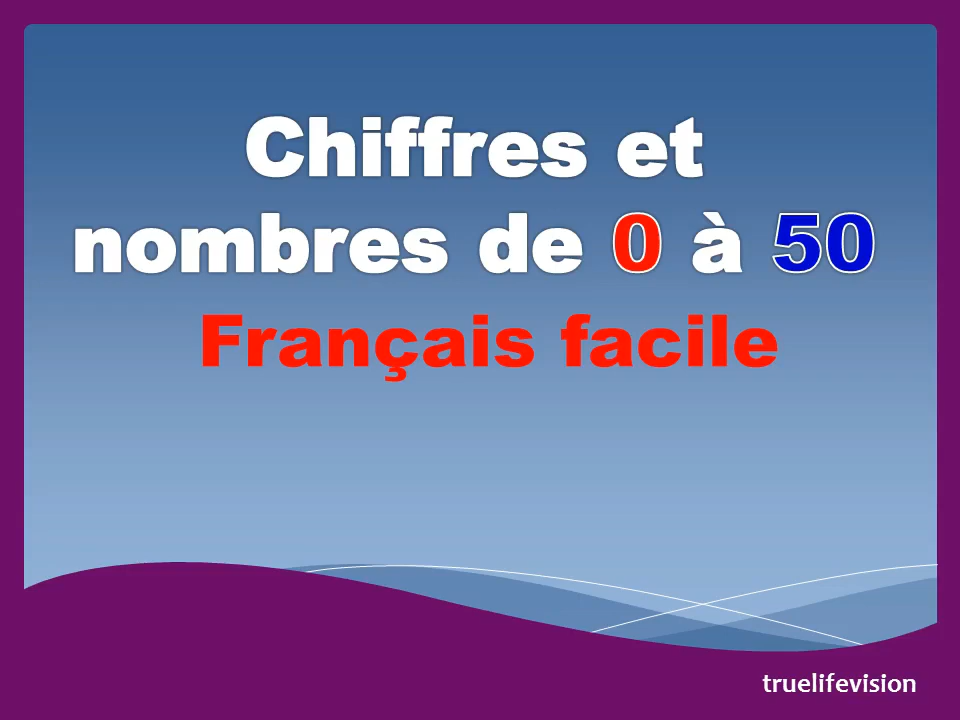 Chiffres et
nombres de 0 à 50
Français facile
truelifevision